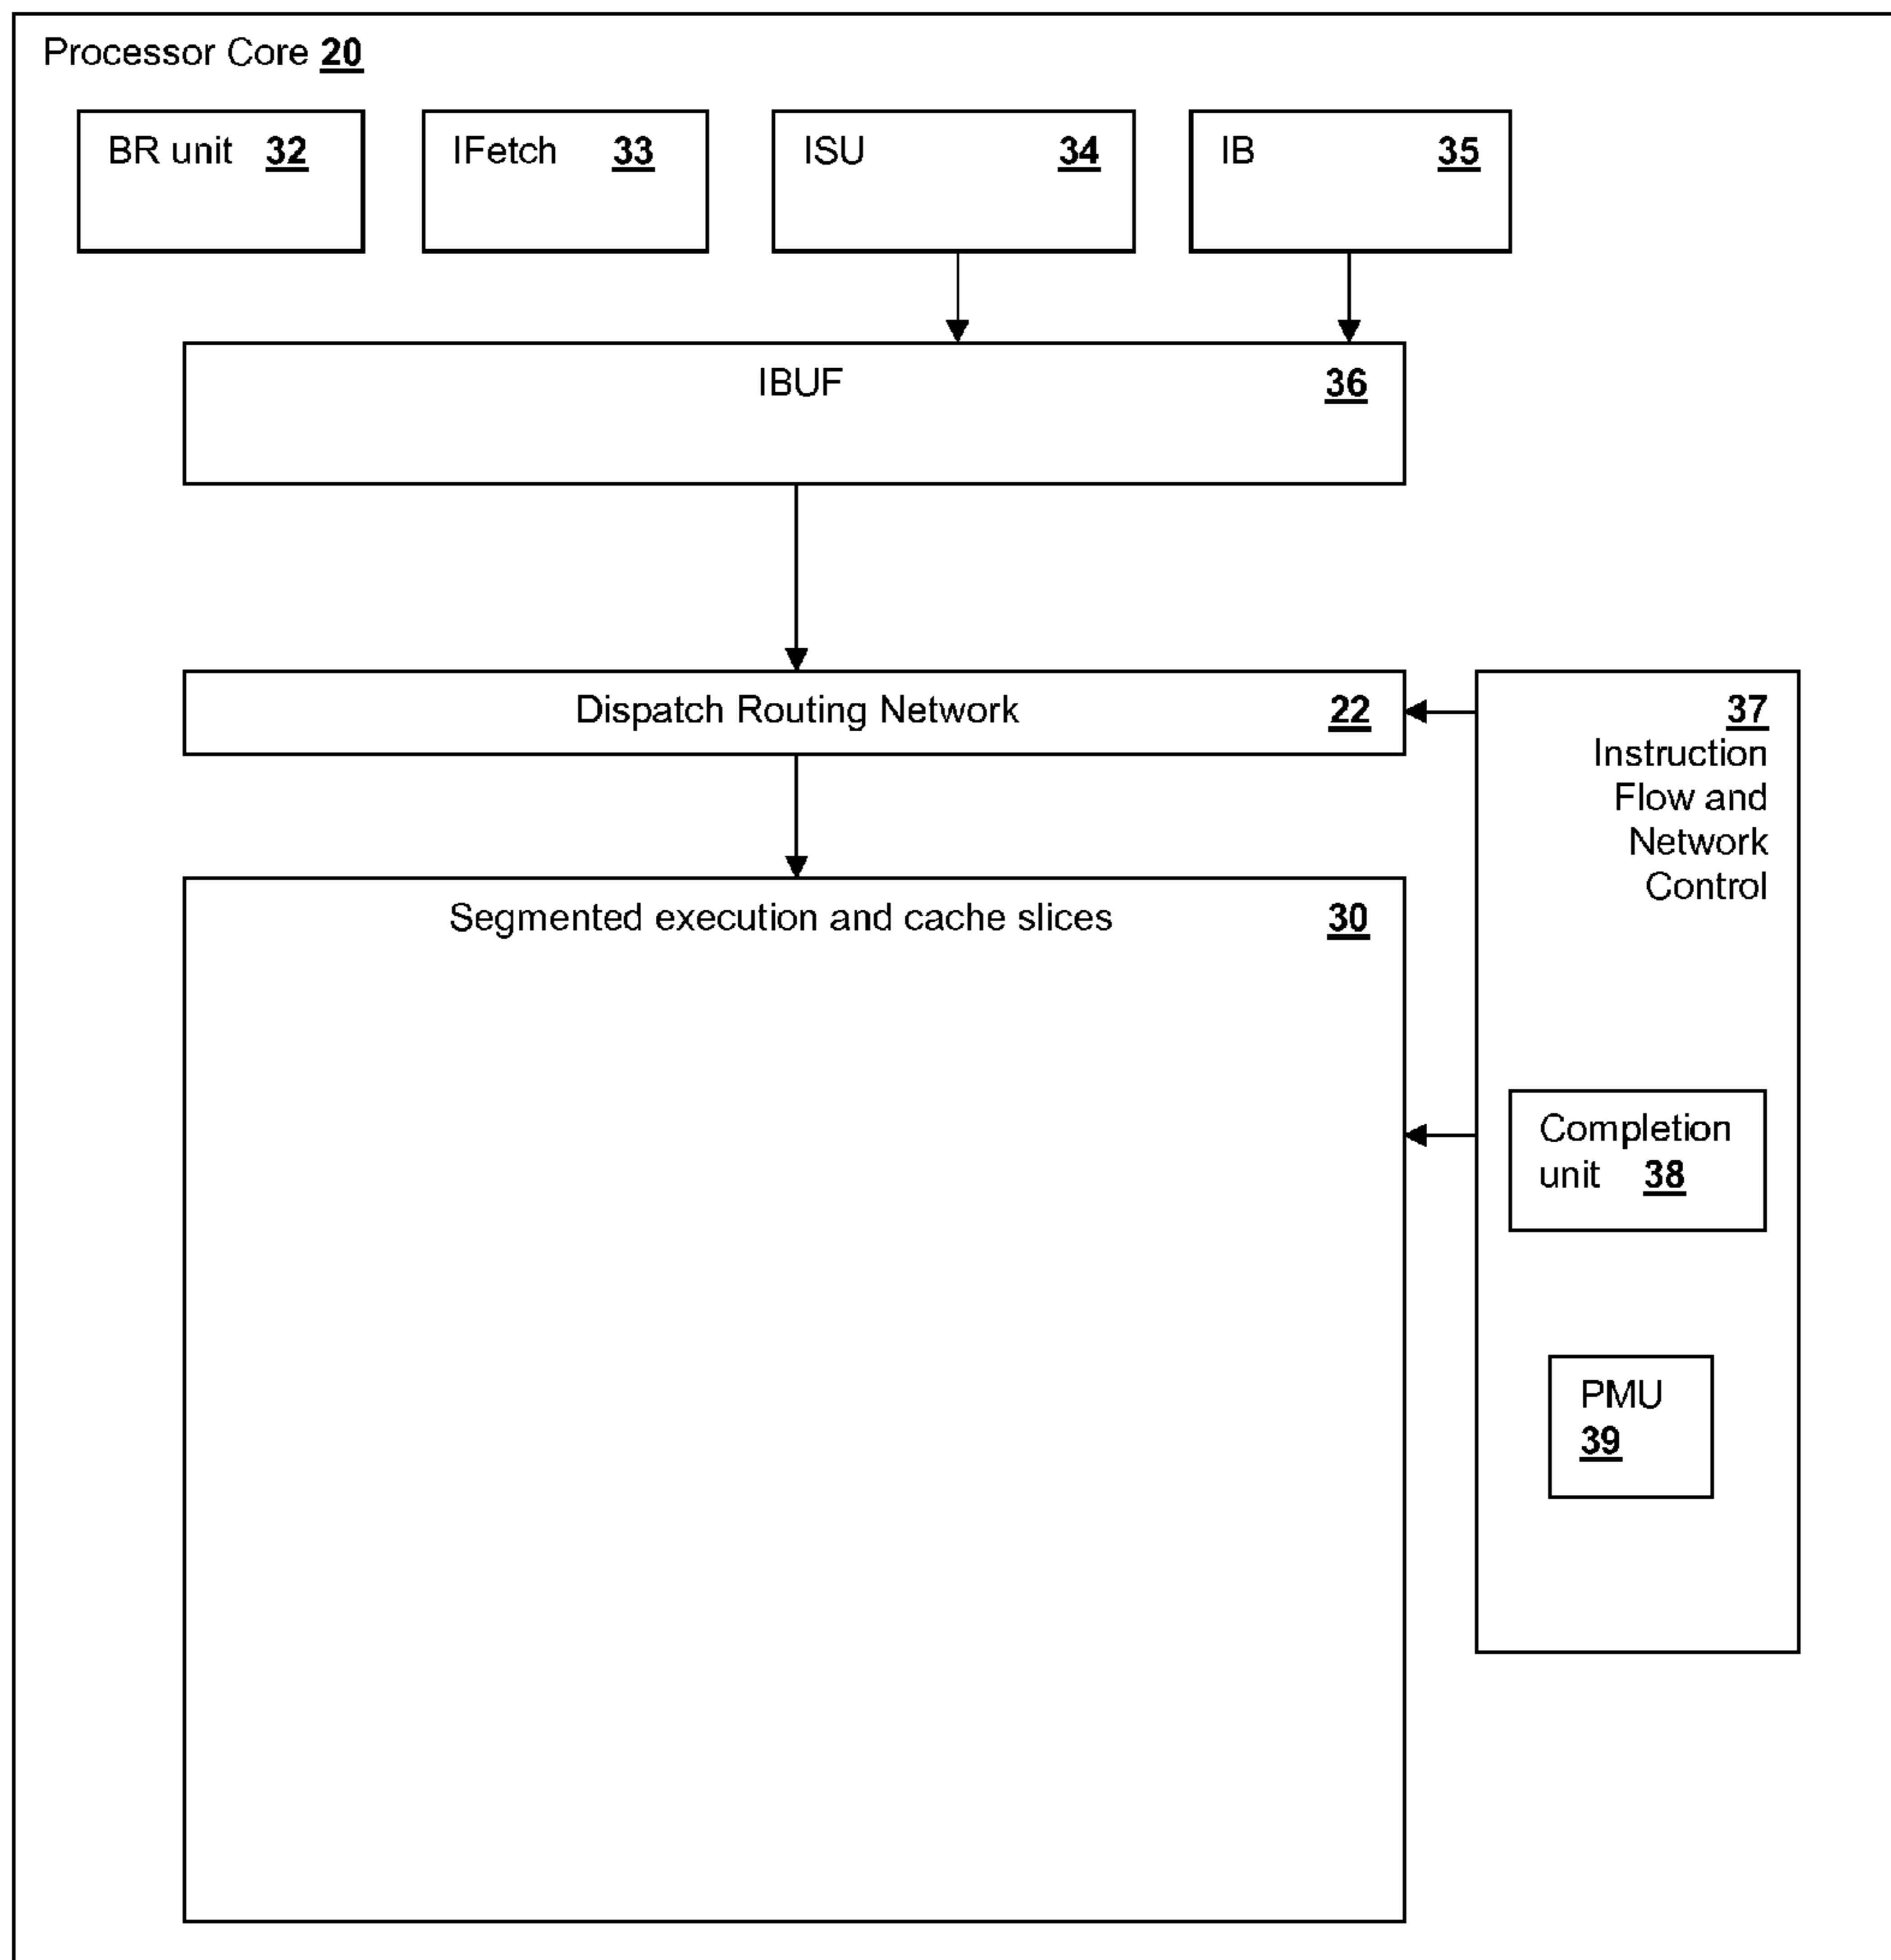 Processor Core 20
BR unit 32
IFetch 33
ISU 34
IB 35
IBUF 36
Dispatch Routing Network 22
37
Instruction
Flow and
Network
Control
Segmented execution and cache slices 30
Completion
unit 38
PMU
39